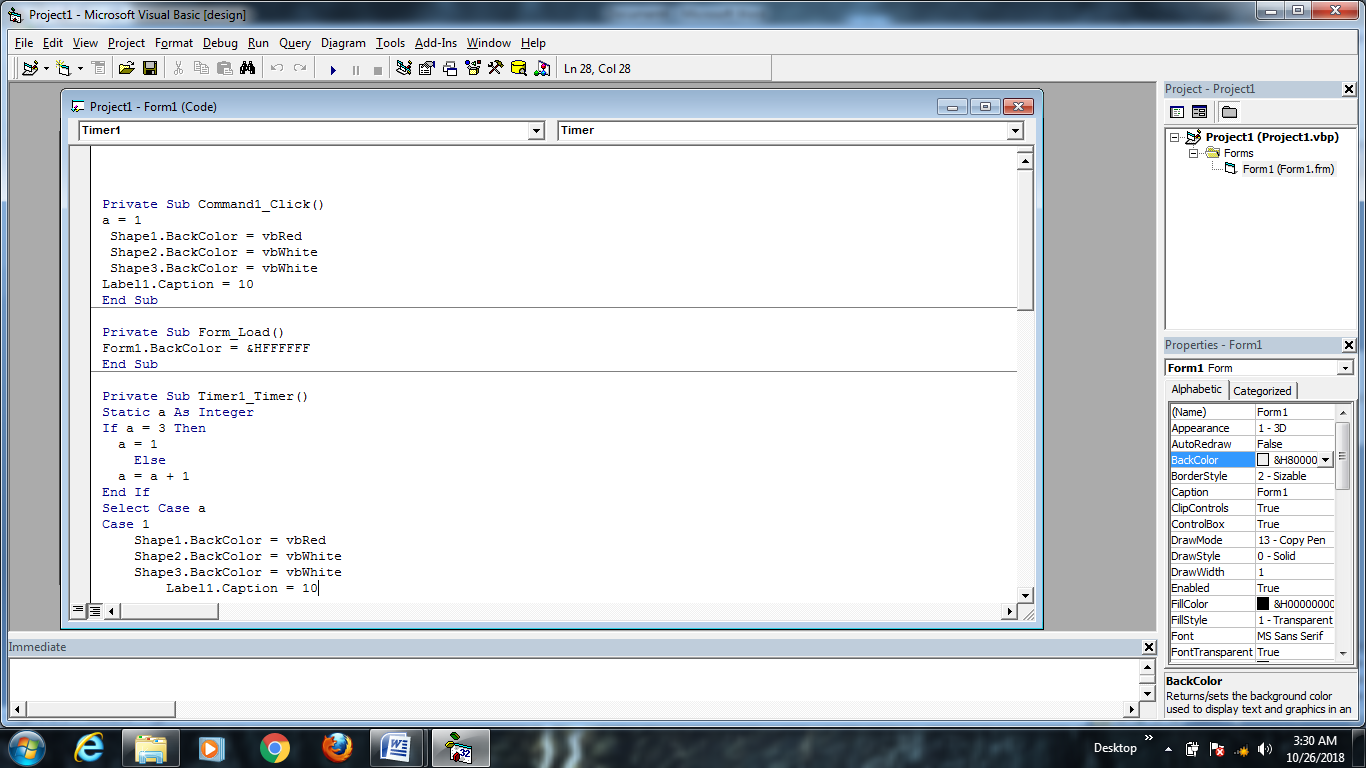 Project1 - Microsoft Visual Basic [design]
File Edit View Project Format Debug Run Query Diagram Tools Add-Ins Window Help
Ln 28, Col 28
Project1 - Form1 (Code)
Timer1 Timer
Private Sub Command1_Click()
a = 1
Shape1.BackColor = vbRed
Shape2.BackColor = vbWhite
Shape3.BackColor = vbWhite
Label1.Caption = 10
End Sub
Private Sub Form_Load()
Form1.BackColor = &HFFFFFF
End Sub
Private Sub Timer1_Timer()
Static a As Integer
If a = 3 Then
a = 1
Else
a = a + 1
End If
Select Case a
Case 1
Shape1.BackColor = vbRed
Shape2.BackColor = vbWhite
Shape3.BackColor = vbWhite
Label1.Caption = 10
Immediate
Project - Project1
Project1 (Project1.vbp)
Forms
Form1 (Form1.frm)
Properties - Form1
Form1 Form
Alphabetic Categorized
(Name) Form1
Appearance 1 - 3D
AutoRedraw False
BackColor &H80000
BorderStyle 2 - Sizable
Caption Form1
ClipControls True
ControlBox True
DrawMode 13 - Copy Pen
DrawStyle 0 - Solid
DrawWidth 1
Enabled True
FillColor &H00000000
FillStyle 1 - Transparent
Font MS Sans Serif
FontTransparent True
BackColor
Returns/sets the background color
used to display text and graphics in an
Desktop
3:30 AM
10/26/2018